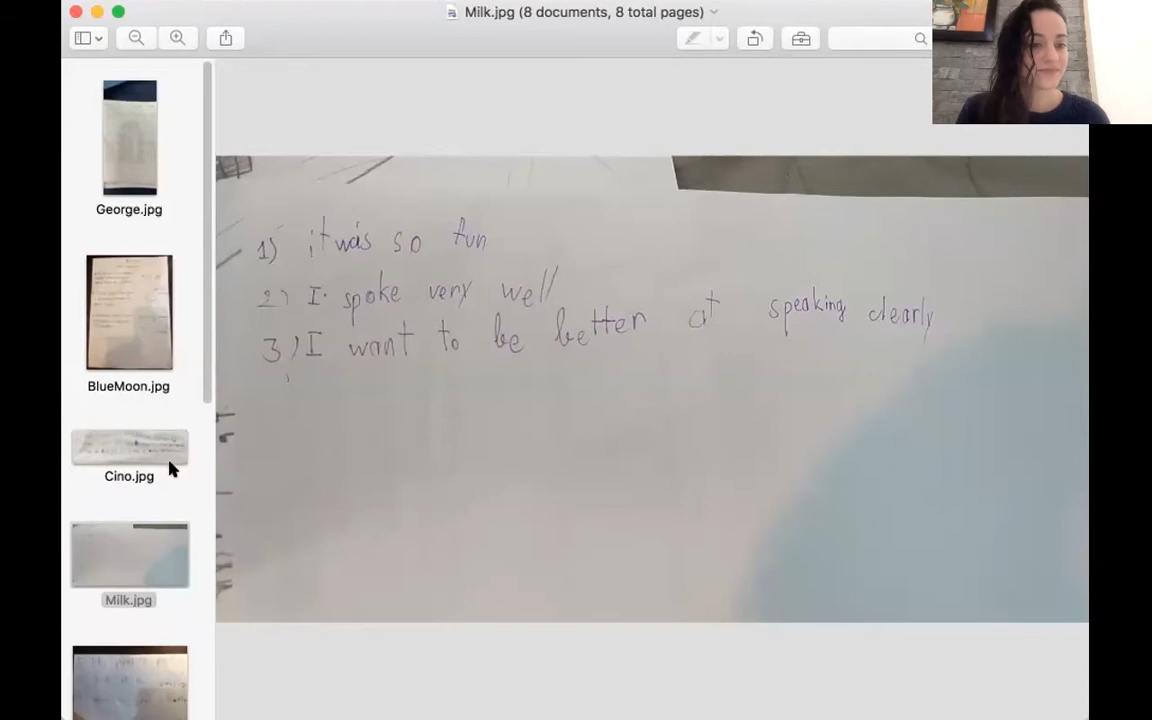 Milk.jpg (8 documents, 8 total pages)
George.jpg
BlueMoon.jpg
Cino.jpg
Milk.jpg
1) it was so fun
2) I spoke very well
3) I want to be better at speaking clearly